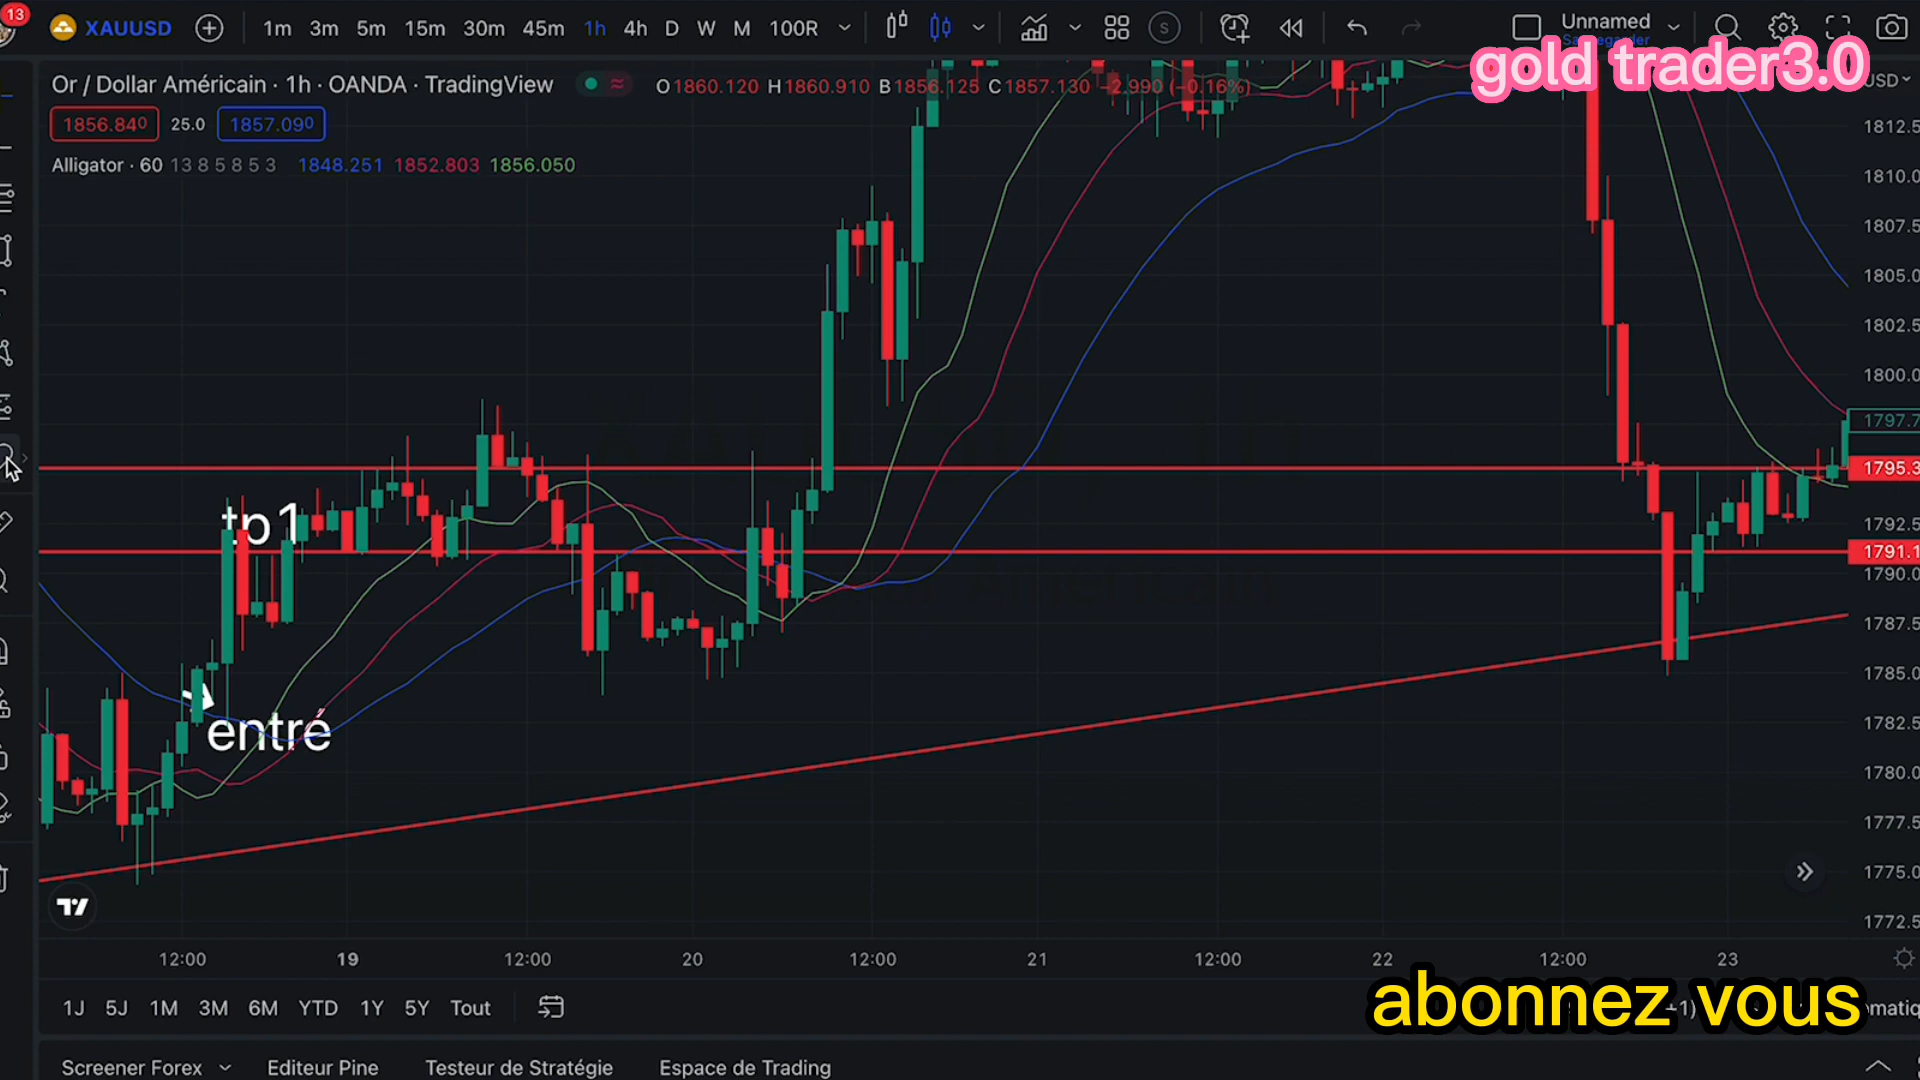 13
XAUUSD 1m 3m 5m 15m 30m 45m 1h 4h D W M 100R S Unnamed
gold trader3.0
Or / Dollar Américain · 1h · OANDA · TradingView O1860.120 H1860.910 B1856.125 C1857.130 −2.990 (−0.16%)
1856.840 25.0 1857.090
Alligator · 60 13 8 5 8 5 3 1848.251 1852.803 1856.050
1812.5
1810.0
1807.5
1805.0
1802.5
1800.0
1797.7
1795.3
1792.5
1791.1
1790.0
1787.5
1785.0
1782.5
1780.0
1777.5
1775.0
1772.5
tp1
entré
12:00 19 12:00 20 12:00 21 12:00 22 12:00 23
abonnez vous
1J 5J 1M 3M 6M YTD 1Y 5Y Tout
Screener Forex Editeur Pine Testeur de Stratégie Espace de Trading